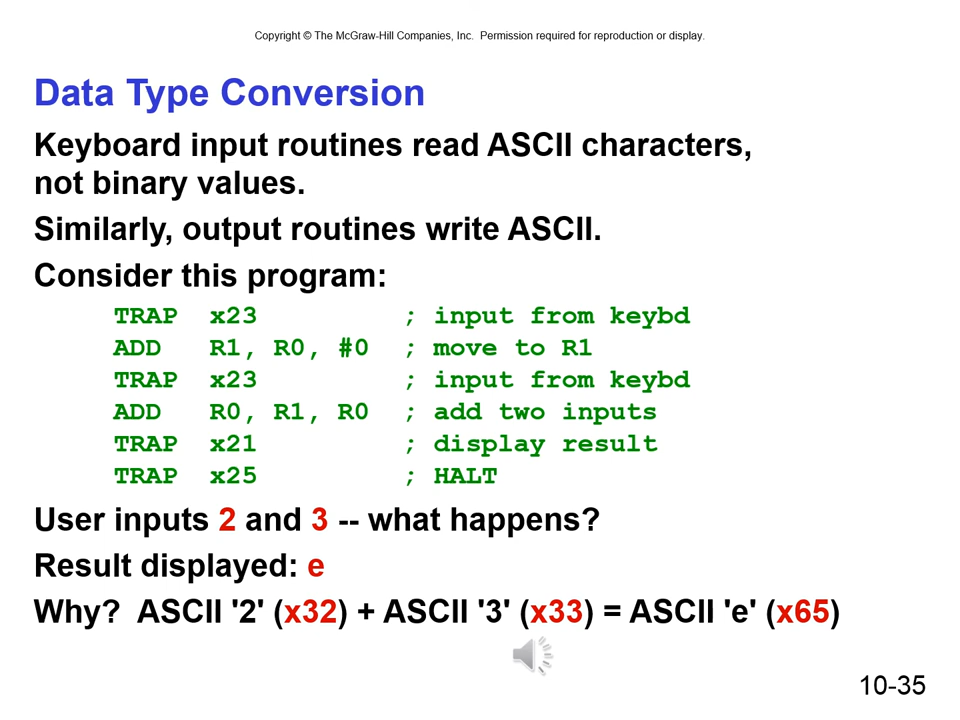 Copyright © The McGraw-Hill Companies, Inc.  Permission required for reproduction or display.
Data Type Conversion
Keyboard input routines read ASCII characters,
not binary values.
Similarly, output routines write ASCII.
Consider this program:
TRAP  x23         ; input from keybd
ADD   R1, R0, #0  ; move to R1
TRAP  x23         ; input from keybd
ADD   R0, R1, R0  ; add two inputs
TRAP  x21         ; display result
TRAP  x25         ; HALT
User inputs 2 and 3 -- what happens?
Result displayed: e
Why?  ASCII '2' (x32) + ASCII '3' (x33) = ASCII 'e' (x65)
10-35